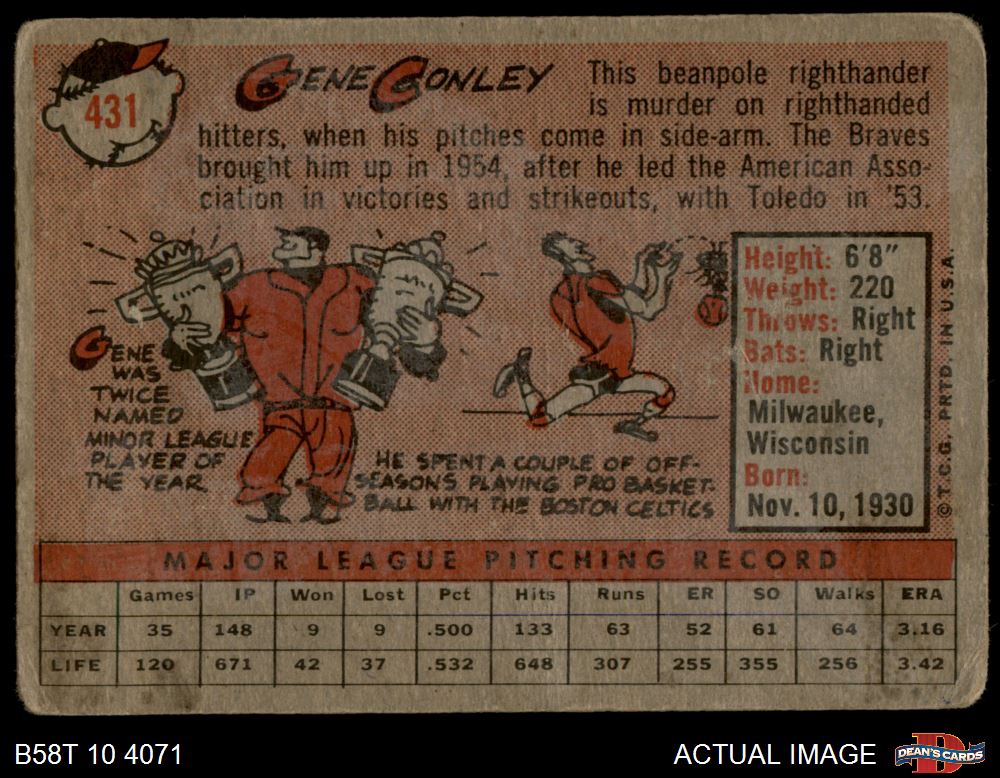 431
GENE CONLEY
This beanpole righthander
is murder on righthanded
hitters, when his pitches come in side-arm. The Braves
brought him up in 1954, after he led the American Asso-
ciation in victories and strikeouts, with Toledo in '53.
GENE
WAS
TWICE
NAMED
MINOR LEAGUE
PLAYER OF
THE YEAR
HE SPENT A COUPLE OF OFF-
SEASONS PLAYING PRO BASKET-
BALL WITH THE BOSTON CELTICS
Height: 6'8"
Weight: 220
Throws: Right
Bats: Right
Home:
Milwaukee,
Wisconsin
Born:
Nov. 10, 1930
©T.C.G. PRTD. IN U.S.A.
MAJOR LEAGUE PITCHING RECORD
Games IP Won Lost Pct Hits Runs ER SO Walks ERA
YEAR 35 148 9 9 .500 133 63 52 61 64 3.16
LIFE 120 671 42 37 .532 648 307 255 355 256 3.42
B58T 10 4071
ACTUAL IMAGE
DEAN'S CARDS